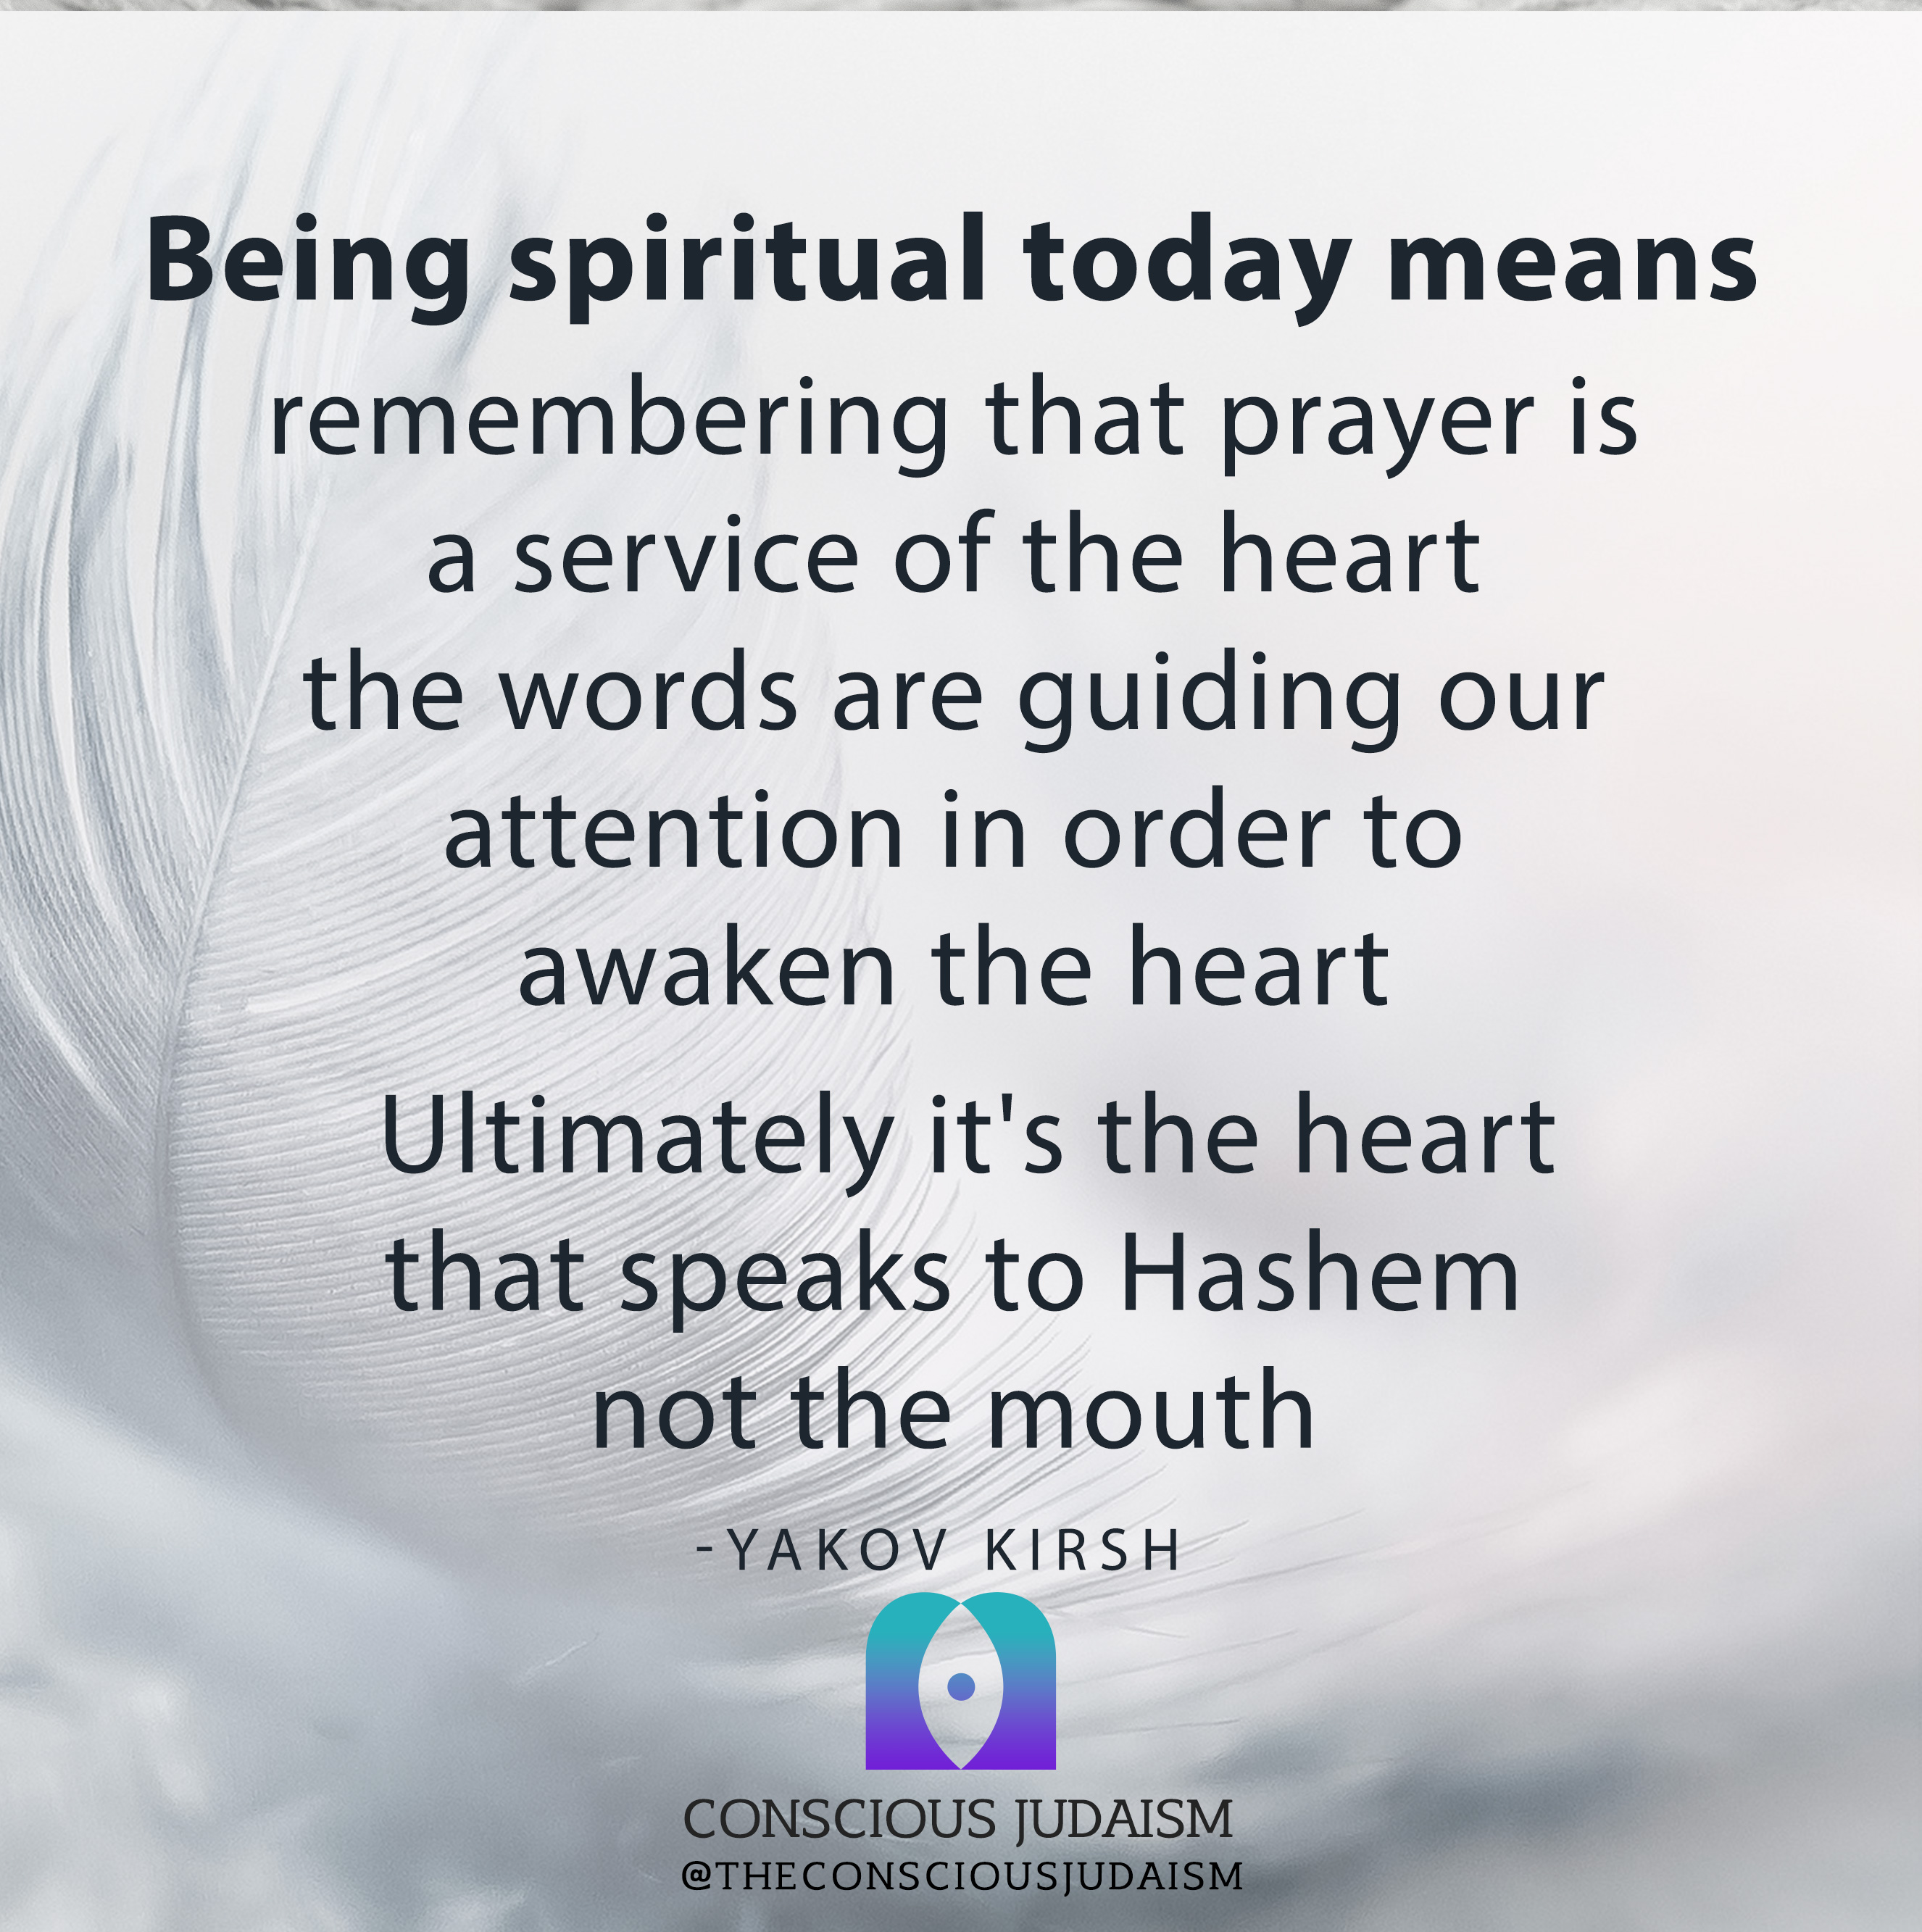 Being spiritual today means
remembering that prayer is
a service of the heart
the words are guiding our
attention in order to
awaken the heart
Ultimately it's the heart
that speaks to Hashem
not the mouth
-YAKOV KIRSH
CONSCIOUS JUDAISM
@THECONSCIOUSJUDAISM